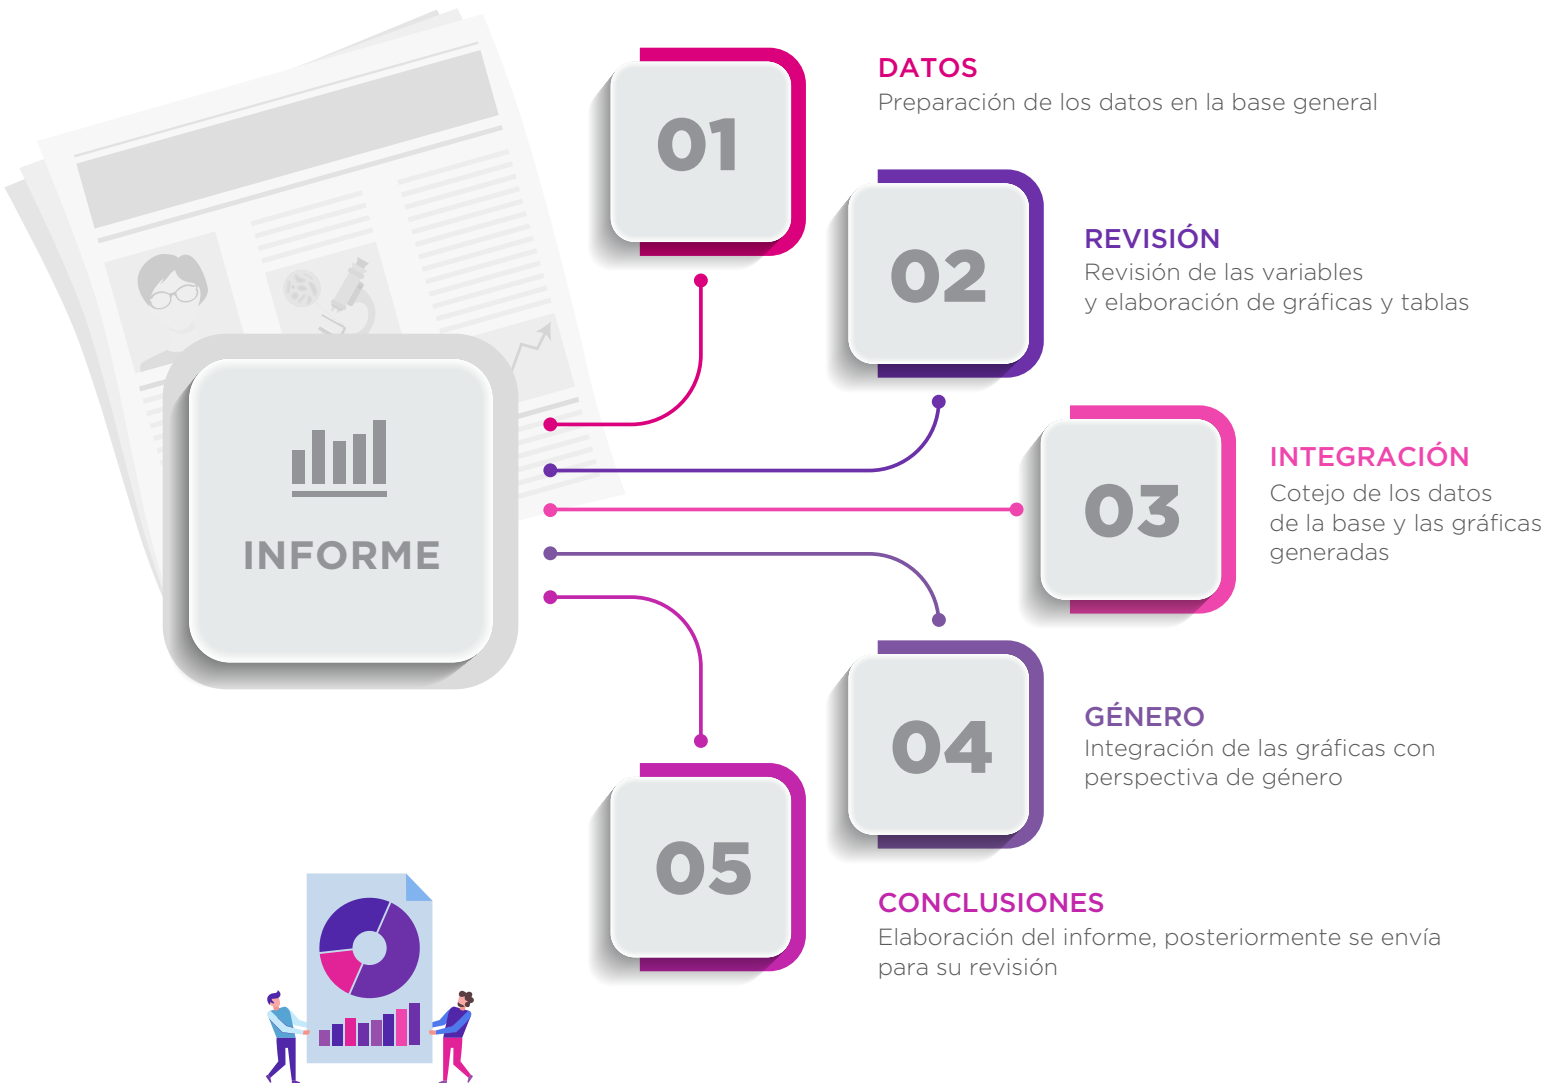 INFORME
01
DATOS
Preparación de los datos en la base general
02
REVISIÓN
Revisión de las variables
y elaboración de gráficas y tablas
03
INTEGRACIÓN
Cotejo de los datos
de la base y las gráficas
generadas
04
GÉNERO
Integración de las gráficas con
perspectiva de género
05
CONCLUSIONES
Elaboración del informe, posteriormente se envía
para su revisión